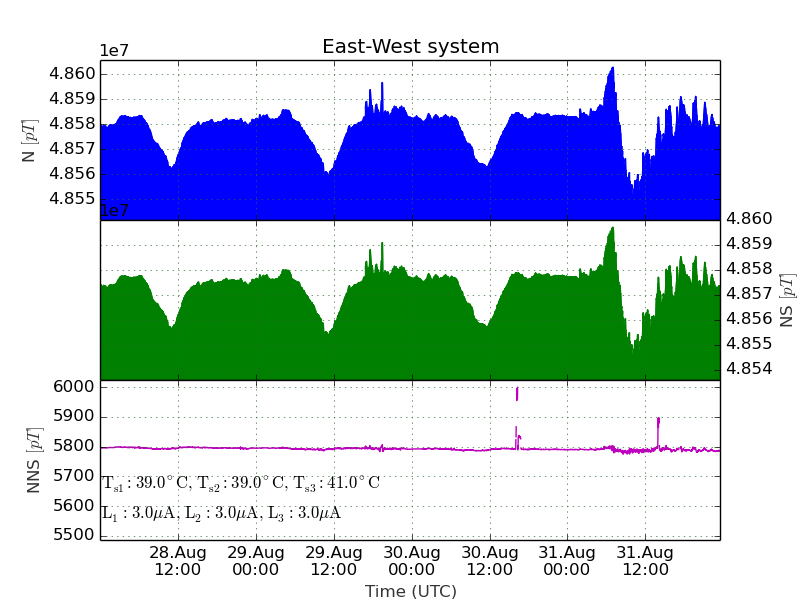 East-West system
1e7
4.860
4.859
4.858
4.857
4.856
4.855
N [pT]
1e7
4.860
4.859
4.858
4.857
4.856
4.855
4.854
NS [pT]
6000
5900
5800
5700
5600
5500
NNS [pT]
T_s1 : 39.0°C, T_s2 : 39.0°C, T_s3 : 41.0°C
L_1 : 3.0μA, L_2 : 3.0μA, L_3 : 3.0μA
28.Aug 29.Aug 29.Aug 30.Aug 30.Aug 31.Aug 31.Aug
12:00 00:00 12:00 00:00 12:00 00:00 12:00
Time (UTC)